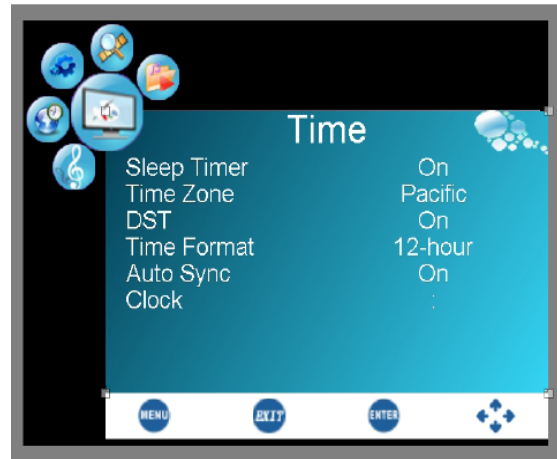 Time
Sleep Timer On
Time Zone Pacific
DST On
Time Format 12-hour
Auto Sync On
Clock :
MENU EXIT ENTER